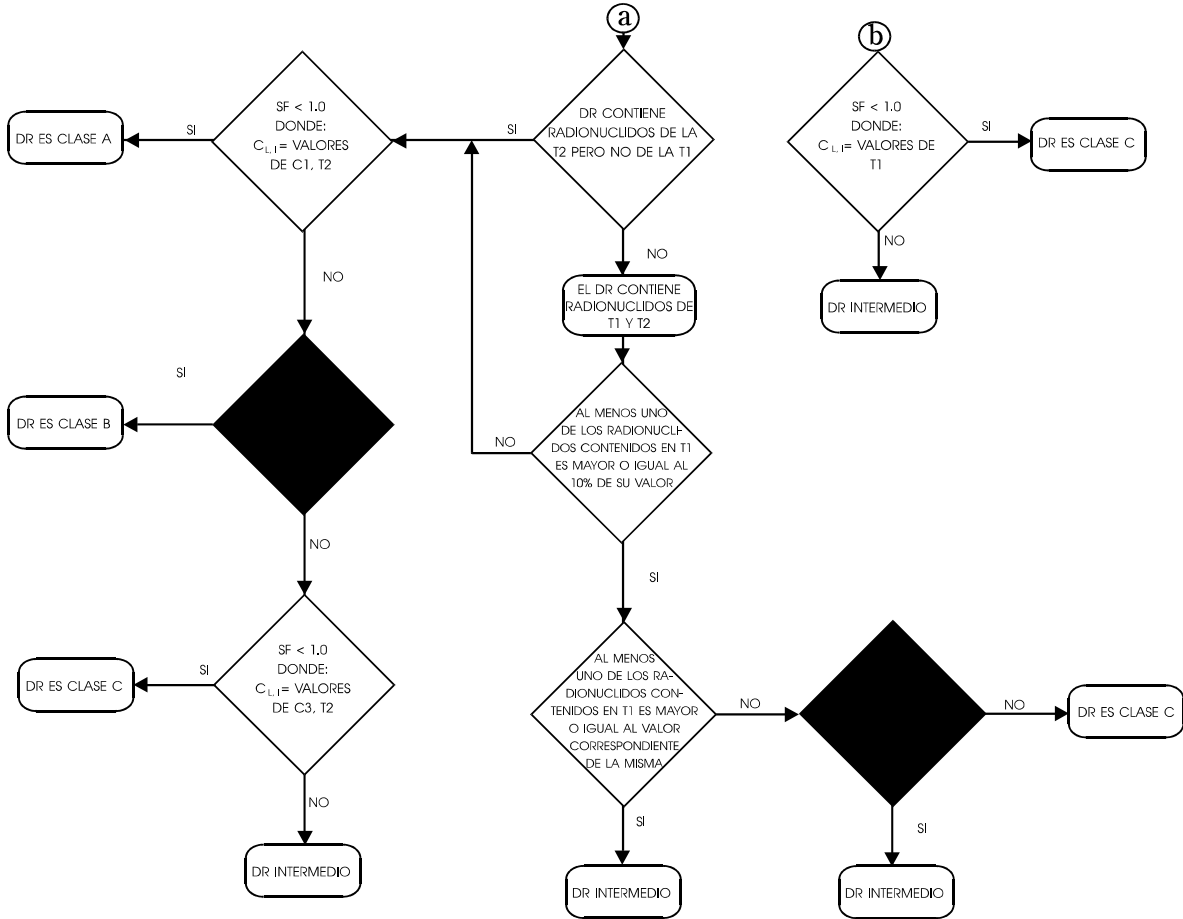 a
b
SF < 1.0
DONDE:
C L, I = VALORES
DE C1, T2
SI
DR ES CLASE A
SI
DR CONTIENE
RADIONUCLIDOS DE LA
T2 PERO NO DE LA T1
SF < 1.0
DONDE:
C L, I = VALORES DE
T1
SI
DR ES CLASE C
NO
NO
NO
EL DR CONTIENE
RADIONUCLIDOS DE
T1 Y T2
DR INTERMEDIO
SI
DR ES CLASE B
NO
AL MENOS UNO
DE LOS RADIONUCLI-
DOS CONTENIDOS EN T1
ES MAYOR O IGUAL AL
10% DE SU VALOR
NO
SI
SF < 1.0
DONDE:
C L, I = VALORES
DE C3, T2
SI
DR ES CLASE C
AL MENOS
UNO DE LOS RA-
DIONUCLIDOS CON-
TENIDOS EN T1 ES MAYOR
O IGUAL AL VALOR
CORRESPONDIENTE
DE LA MISMA
NO
NO
DR ES CLASE C
NO
SI
SI
DR INTERMEDIO
DR INTERMEDIO
DR INTERMEDIO